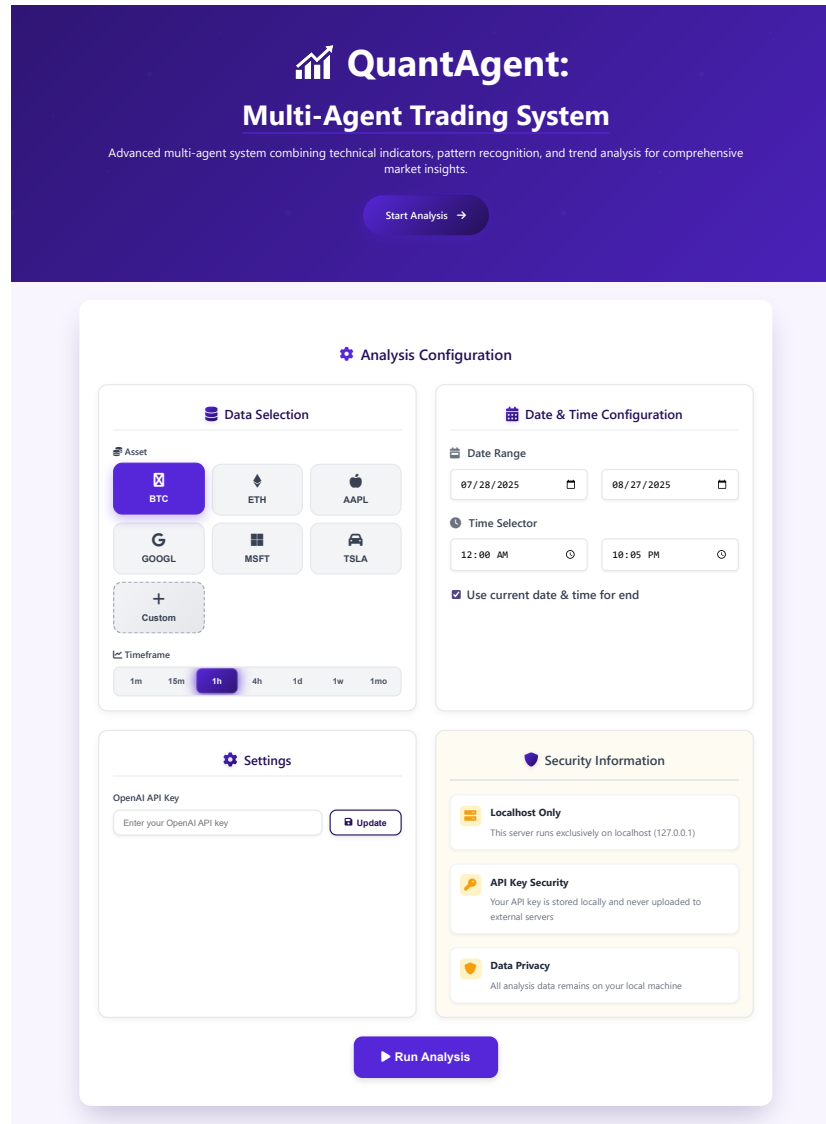 QuantAgent:
Multi-Agent Trading System
Advanced multi-agent system combining technical indicators, pattern recognition, and trend analysis for comprehensive
market insights.
Start Analysis
Analysis Configuration
Data Selection
Asset
BTC
ETH
AAPL
GOOGL
MSFT
TSLA
Custom
Timeframe
1m 15m 1h 4h 1d 1w 1mo
Date & Time Configuration
Date Range
07/28/2025 08/27/2025
Time Selector
12:00 AM 10:05 PM
Use current date & time for end
Settings
OpenAI API Key
Enter your OpenAI API key
Update
Security Information
Localhost Only
This server runs exclusively on localhost (127.0.0.1)
API Key Security
Your API key is stored locally and never uploaded to
external servers
Data Privacy
All analysis data remains on your local machine
Run Analysis